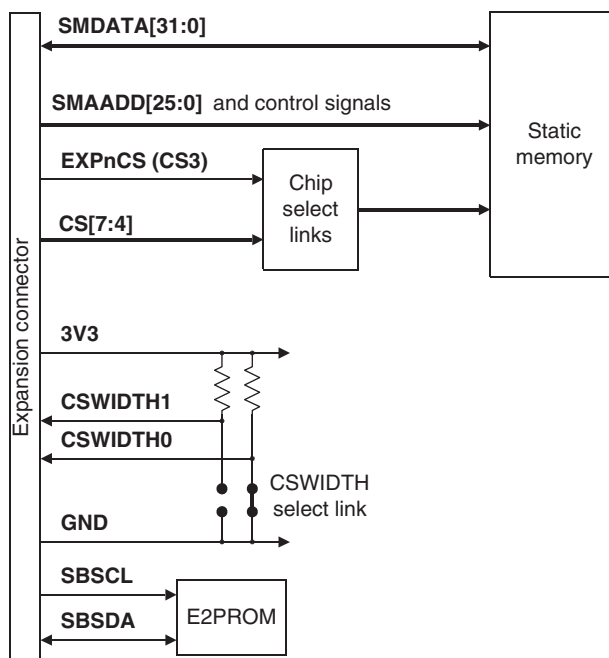 SMDATA[31:0]
SMAADD[25:0] and control signals
Static
memory
EXPnCS (CS3)
Chip
select
links
CS[7:4]
Expansion connector
3V3
CSWIDTH1
CSWIDTH0
CSWIDTH
select link
GND
SBSCL
E2PROM
SBSDA